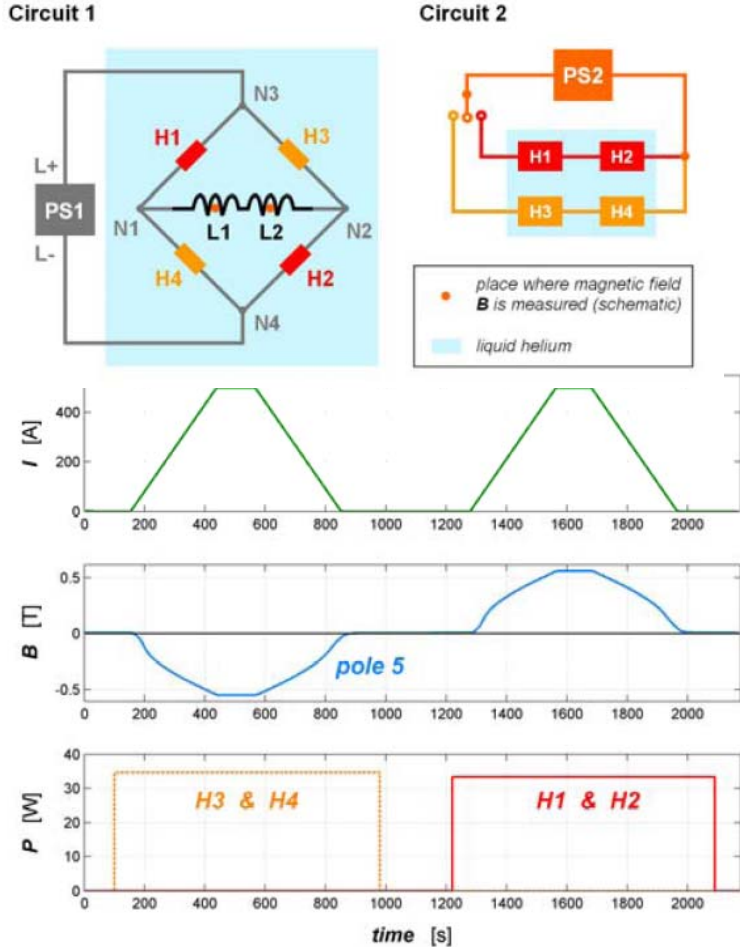 Circuit 1
Circuit 2
N3
H1
H3
L+
PS1
L-
N1
L1
L2
N2
H4
H2
N4
PS2
H1
H2
H3
H4
place where magnetic field
B is measured (schematic)
liquid helium
I [A]
400
200
0
0 200 400 600 800 1000 1200 1400 1600 1800 2000
B [T]
0.5
0
-0.5
pole 5
0 200 400 600 800 1000 1200 1400 1600 1800 2000
P [W]
40
30
20
10
0
H3 & H4
H1 & H2
0 200 400 600 800 1000 1200 1400 1600 1800 2000
time [s]